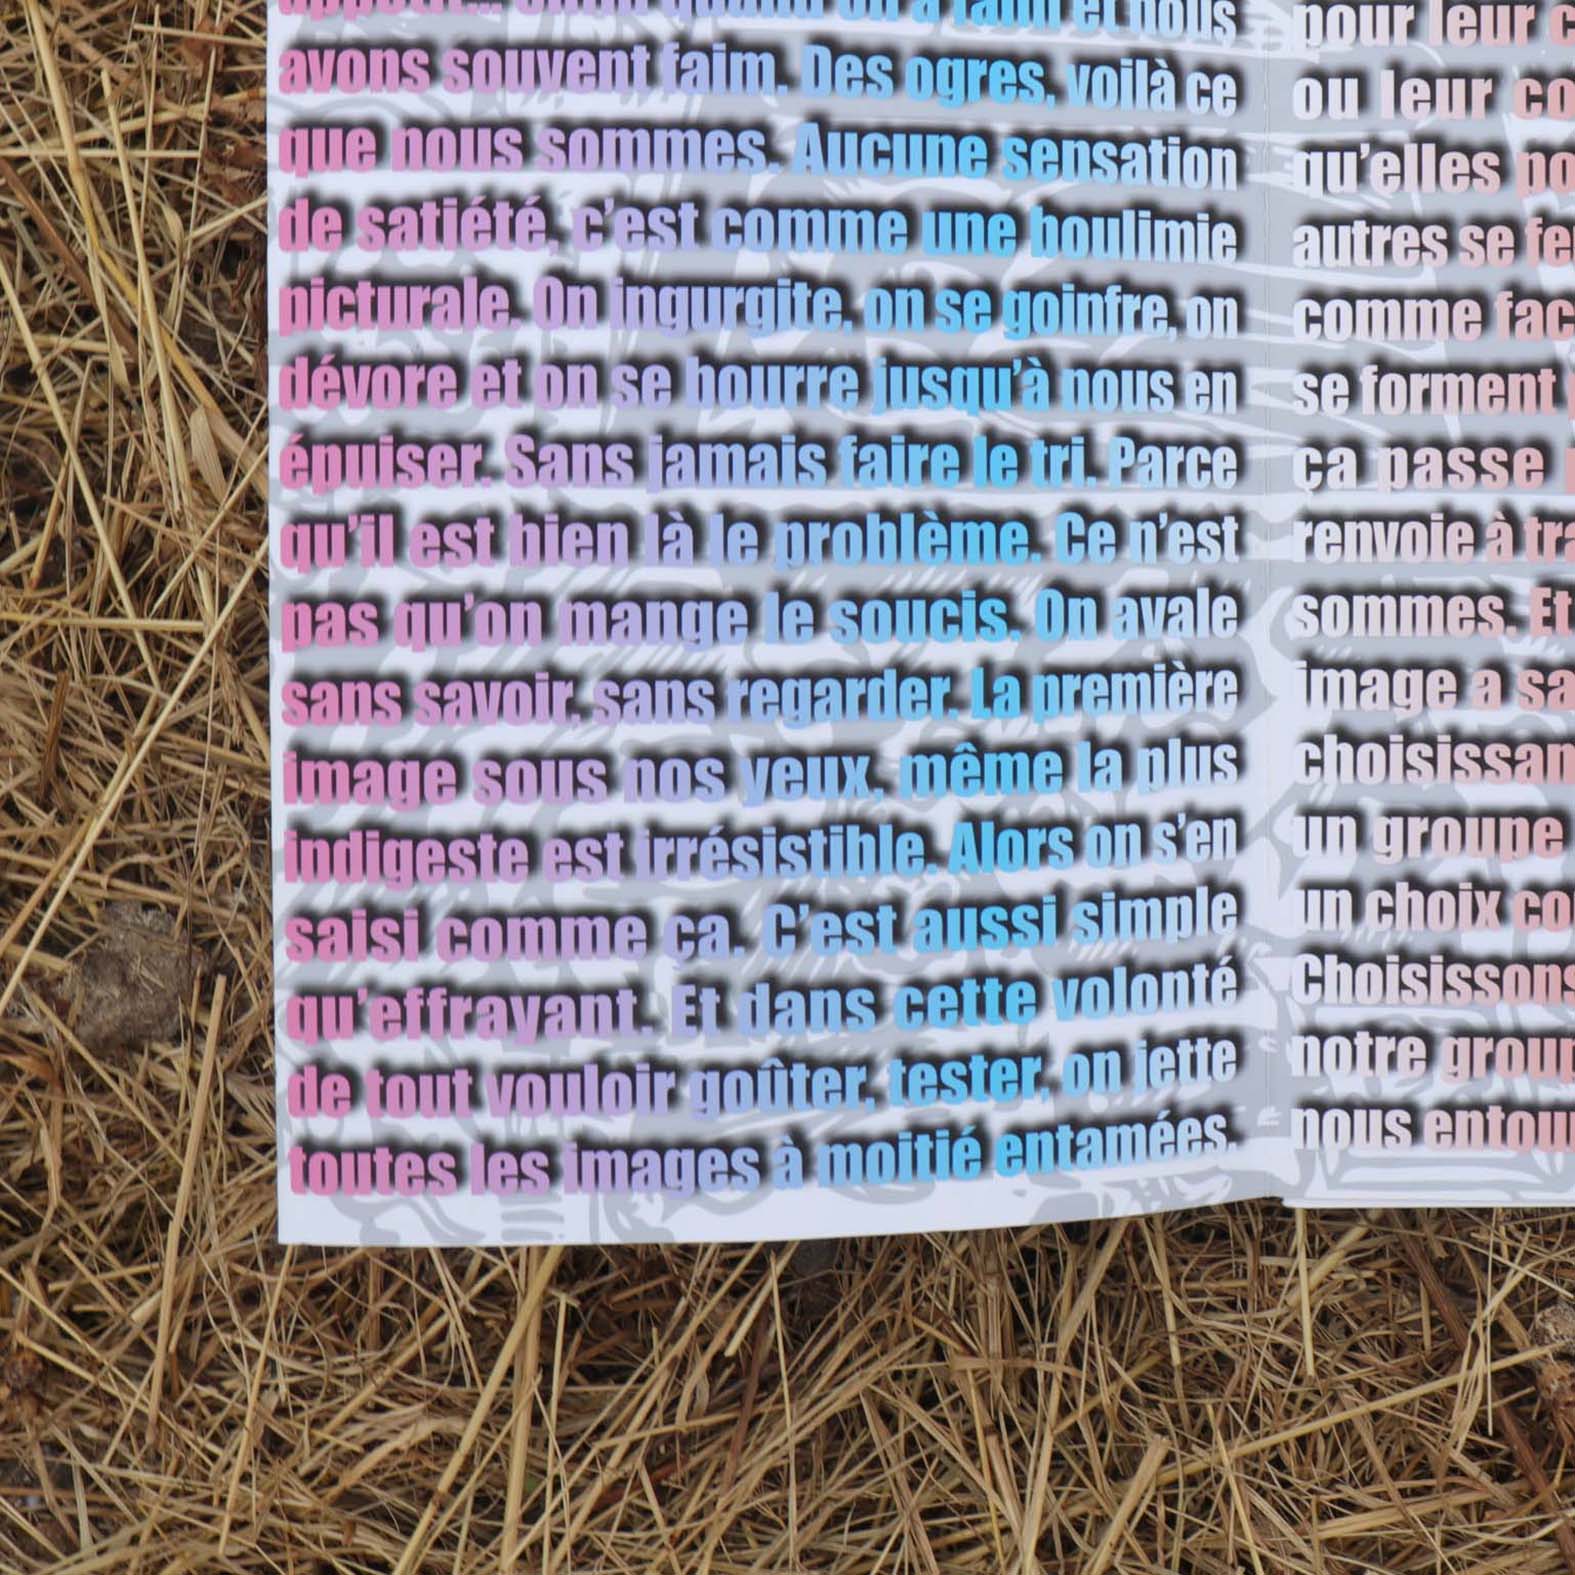 quand on a faim et nous
avons souvent faim. Des ogres, voilà ce
que nous sommes. Aucune sensation
de satiété, c'est comme une boulimie
picturale. On ingurgite, on se goinfre, on
dévore et on se bourre jusqu'à nous en
épuiser. Sans jamais faire le tri. Parce
qu'il est bien là le problème. Ce n'est
pas qu'on mange le soucis. On avale
sans savoir, sans regarder. La première
image sous nos yeux, même la plus
indigeste est irrésistible. Alors on s'en
saisi comme ça. C'est aussi simple
qu'effrayant. Et dans cette volonté
de tout vouloir goûter, tester, on jette
toutes les images à moitié entamées.
pour leur
ou leur
qu'elles
autres se
comme
se forment
ça passe
renvoie à
sommes. Et
image a
un groupe
un choix
Choisissons
notre
nous